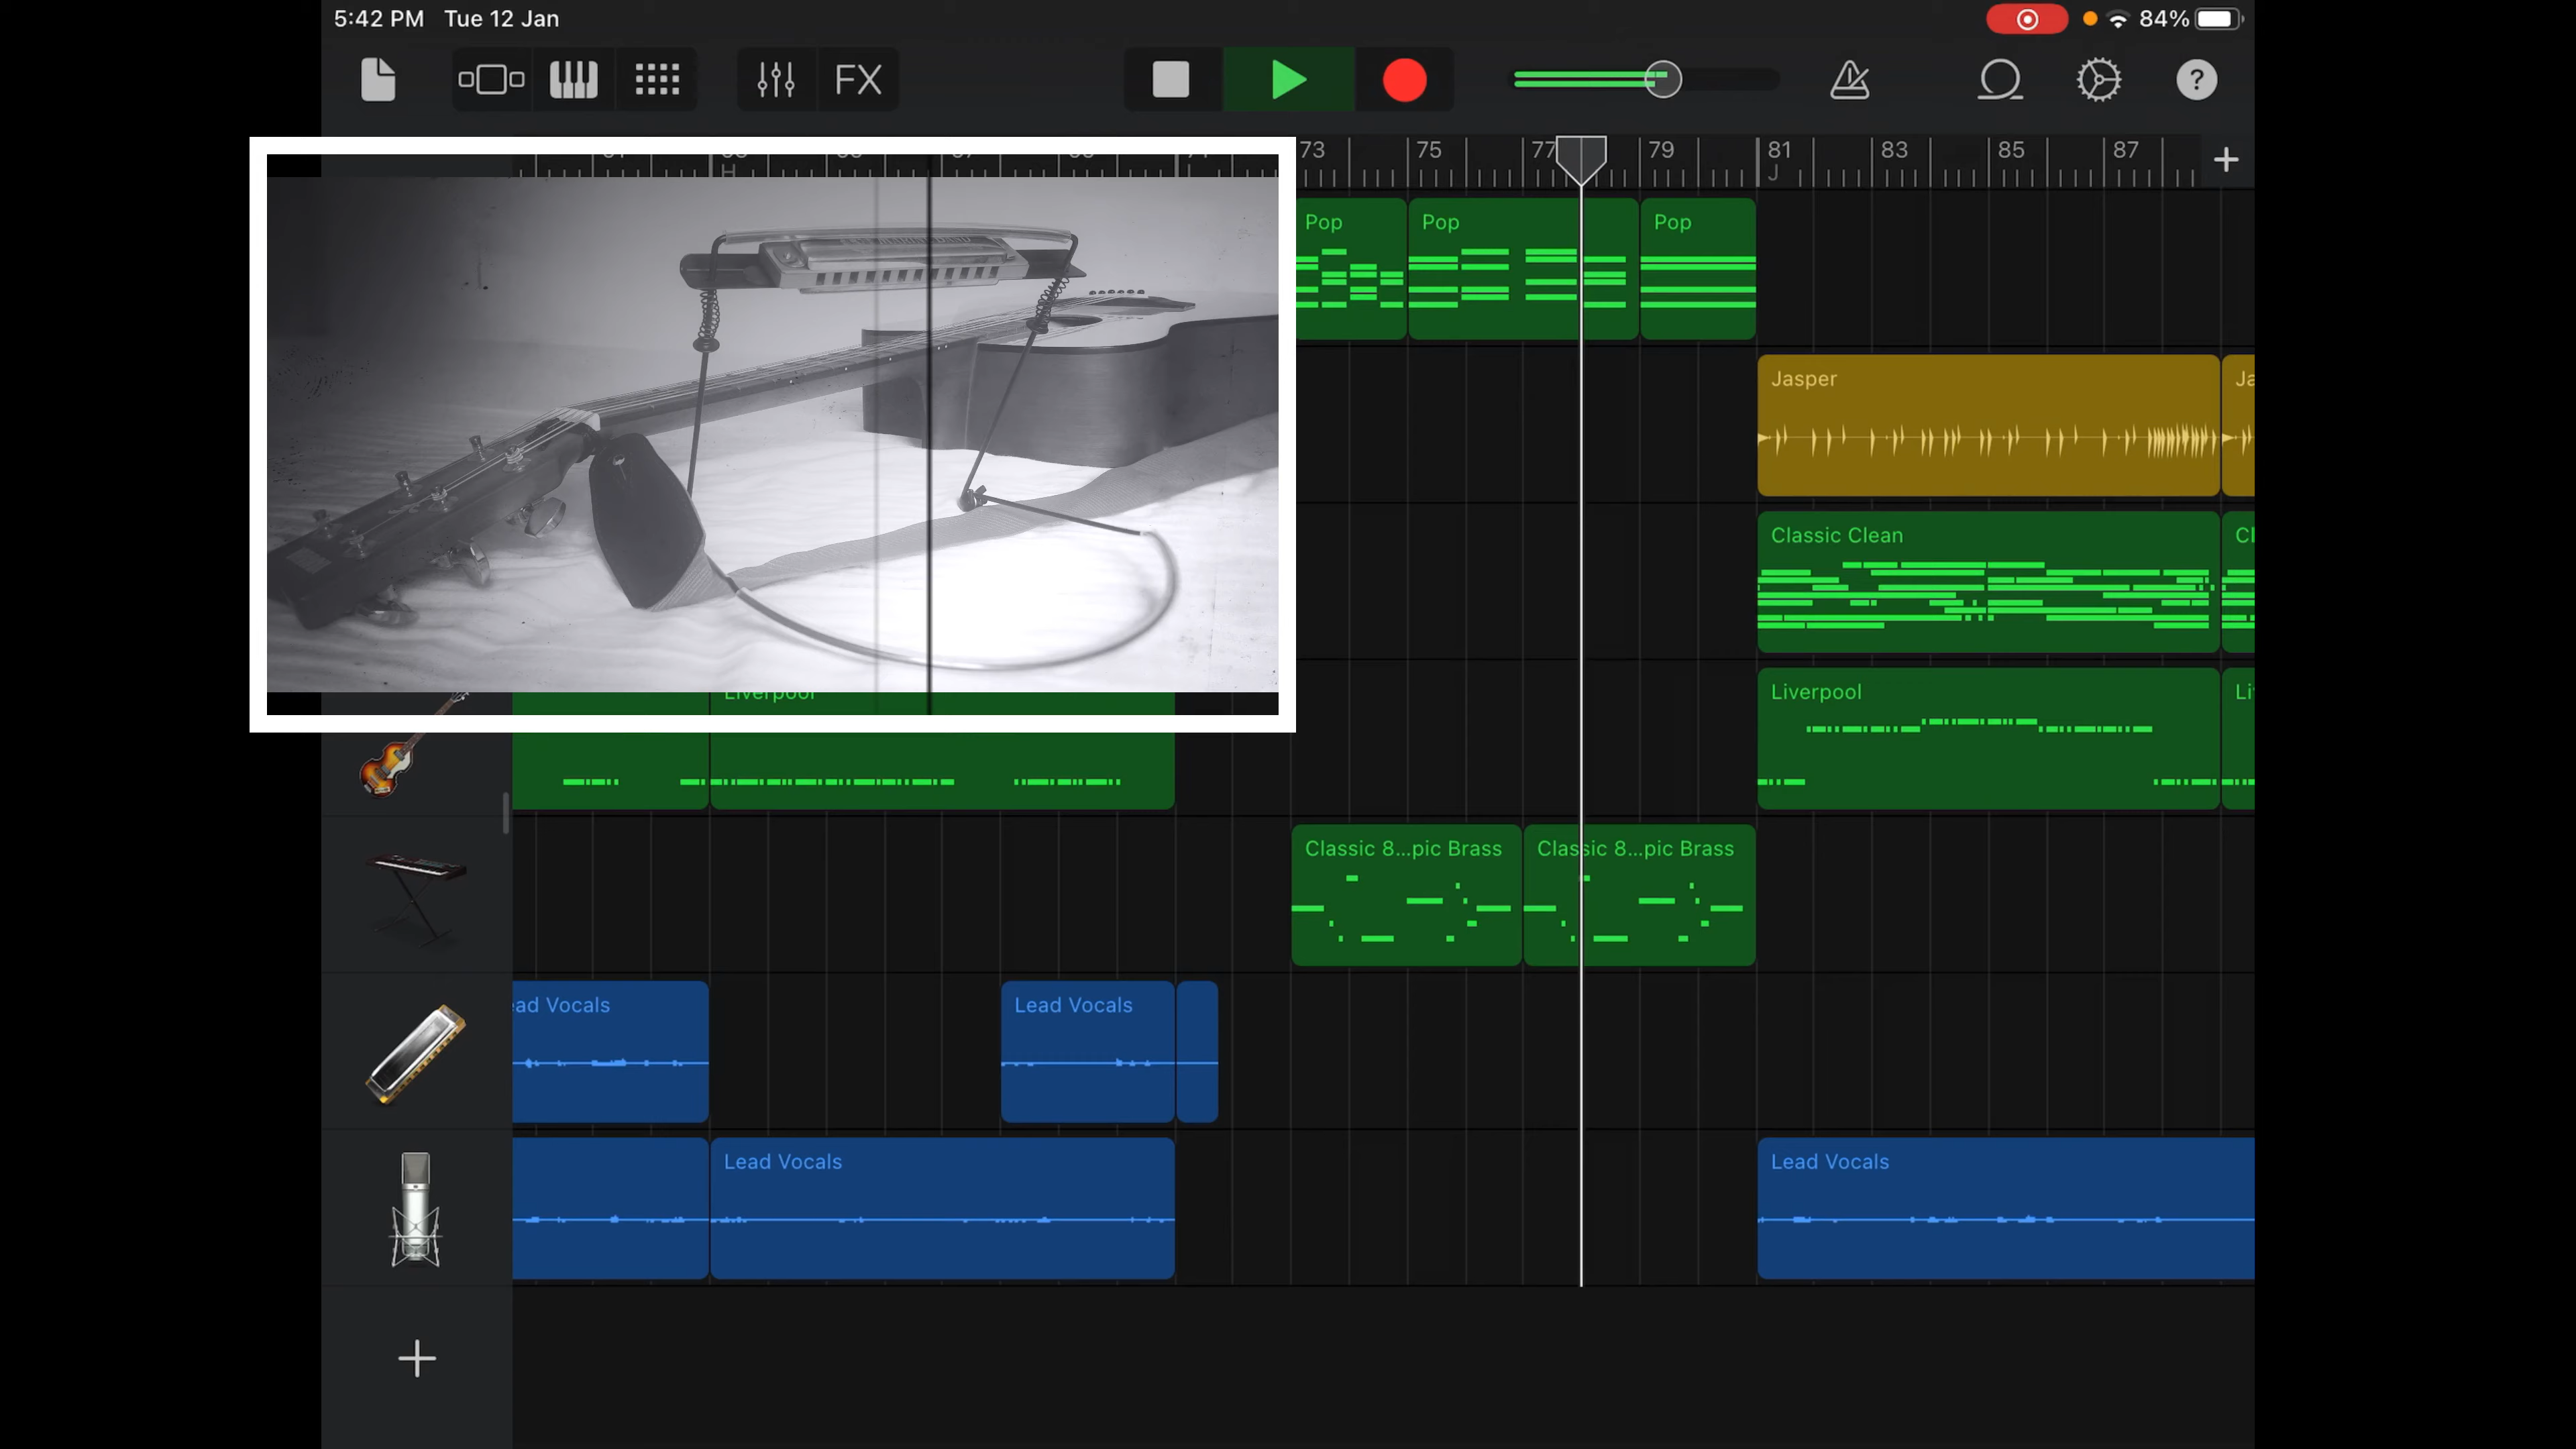 5:42 PM Tue 12 Jan
84%
FX
?
73 75 77 79 81 83 85 87
H J
Pop Pop Pop
Jasper
Classic Clean
Liverpool
Liverpool
Classic 8...pic Brass Classic 8...pic Brass
ad Vocals Lead Vocals
Lead Vocals Lead Vocals